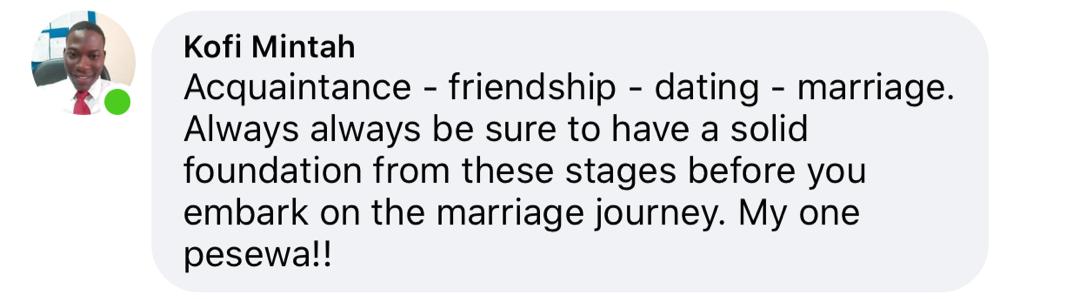 Kofi Mintah
Acquaintance - friendship - dating - marriage.
Always always be sure to have a solid
foundation from these stages before you
embark on the marriage journey. My one
pesewa!!